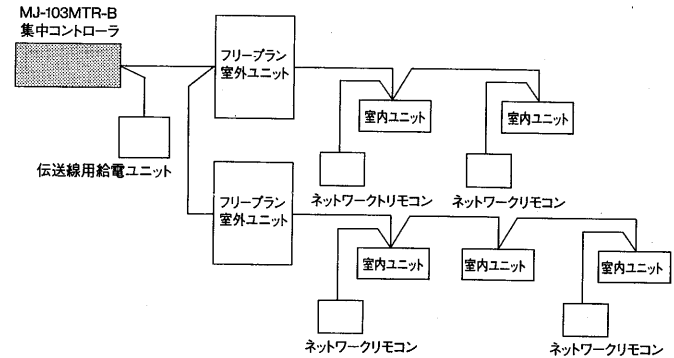 MJ-103MTR-B
集中コントローラ
フリープラン
室外ユニット
室内ユニット
室内ユニット
伝送線用給電ユニット
ネットワークトリモコン
ネットワークリモコン
フリープラン
室外ユニット
室内ユニット
室内ユニット
室内ユニット
ネットワークリモコン
ネットワークリモコン